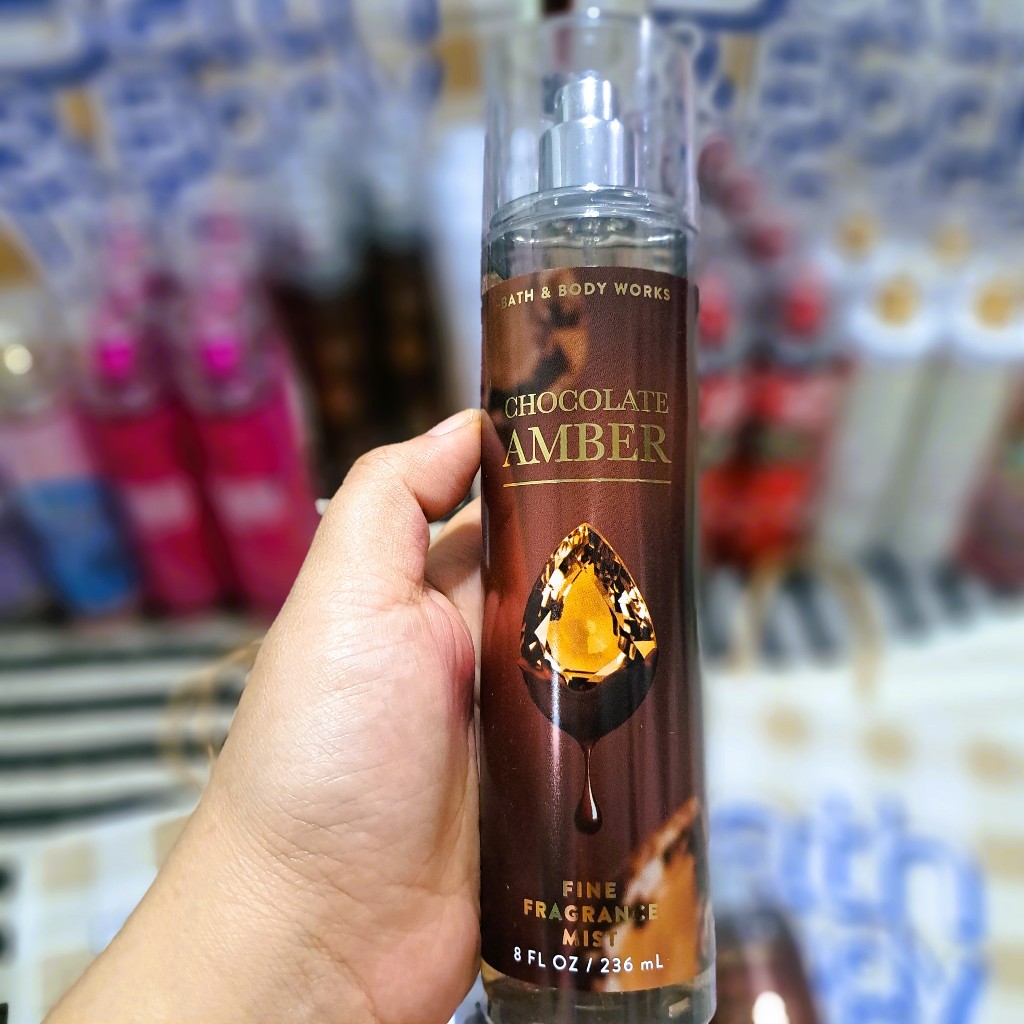 BATH & BODY WORKS
CHOCOLATE
AMBER
FINE
FRAGRANCE
MIST
8 FL OZ / 236 mL